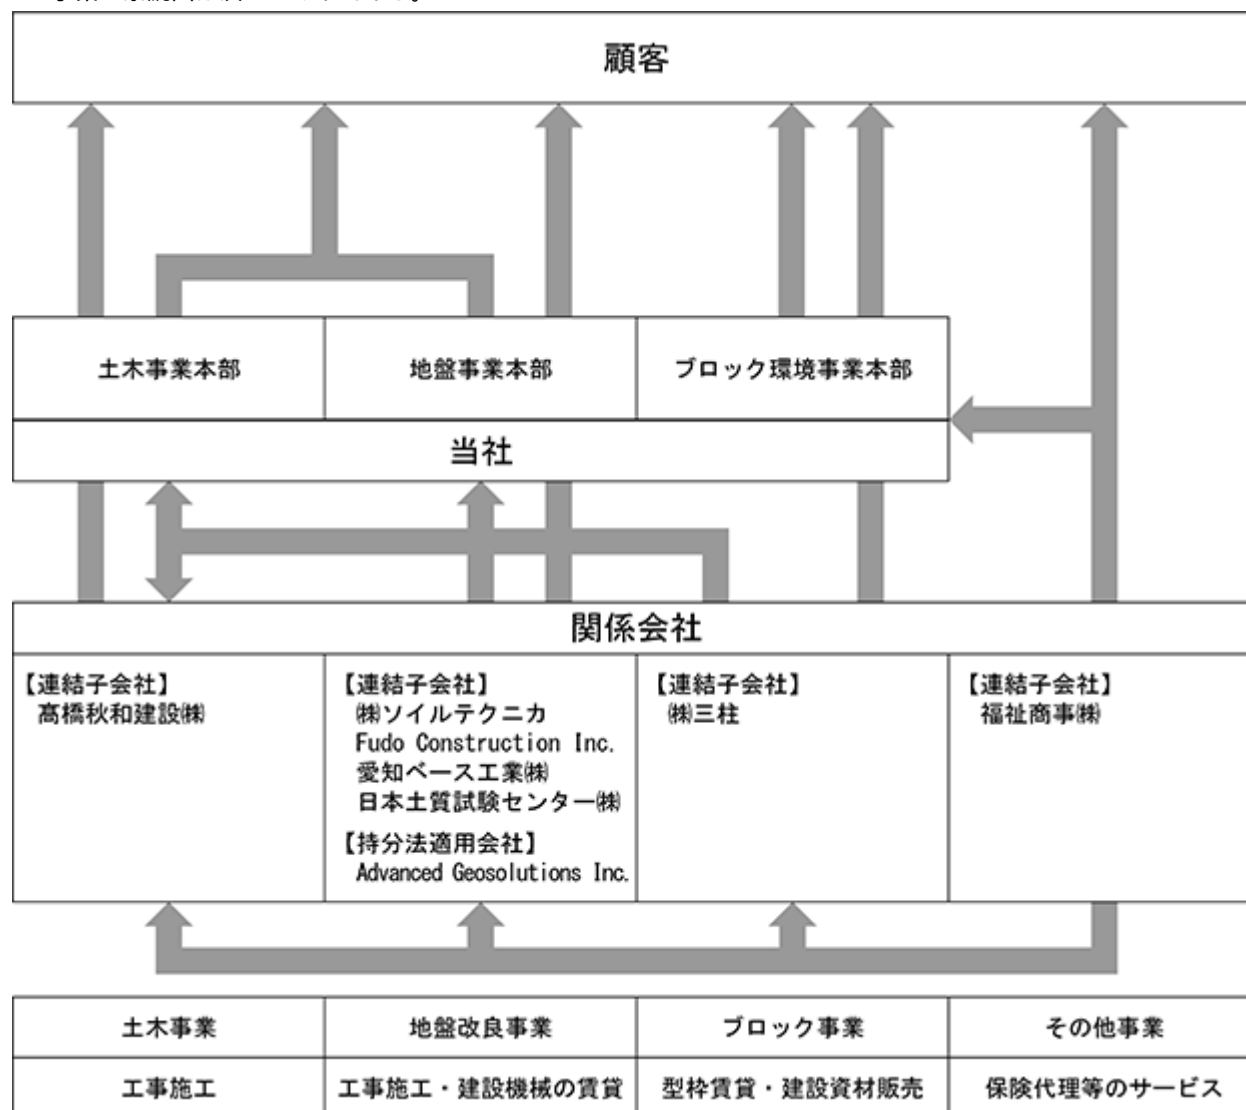 顧客
土木事業本部
地盤事業本部
ブロック環境事業本部
当社
関係会社
【連結子会社】
髙橋秋和建設㈱
【連結子会社】
㈱ソイルテクニカ
Fudo Construction Inc.
愛知ベース工業㈱
日本土質試験センター㈱
【持分法適用会社】
Advanced Geosolutions Inc.
【連結子会社】
㈱三柱
【連結子会社】
福祉商事㈱
土木事業
地盤改良事業
ブロック事業
その他事業
工事施工
工事施工・建設機械の賃貸
型枠賃貸・建設資材販売
保険代理等のサービス